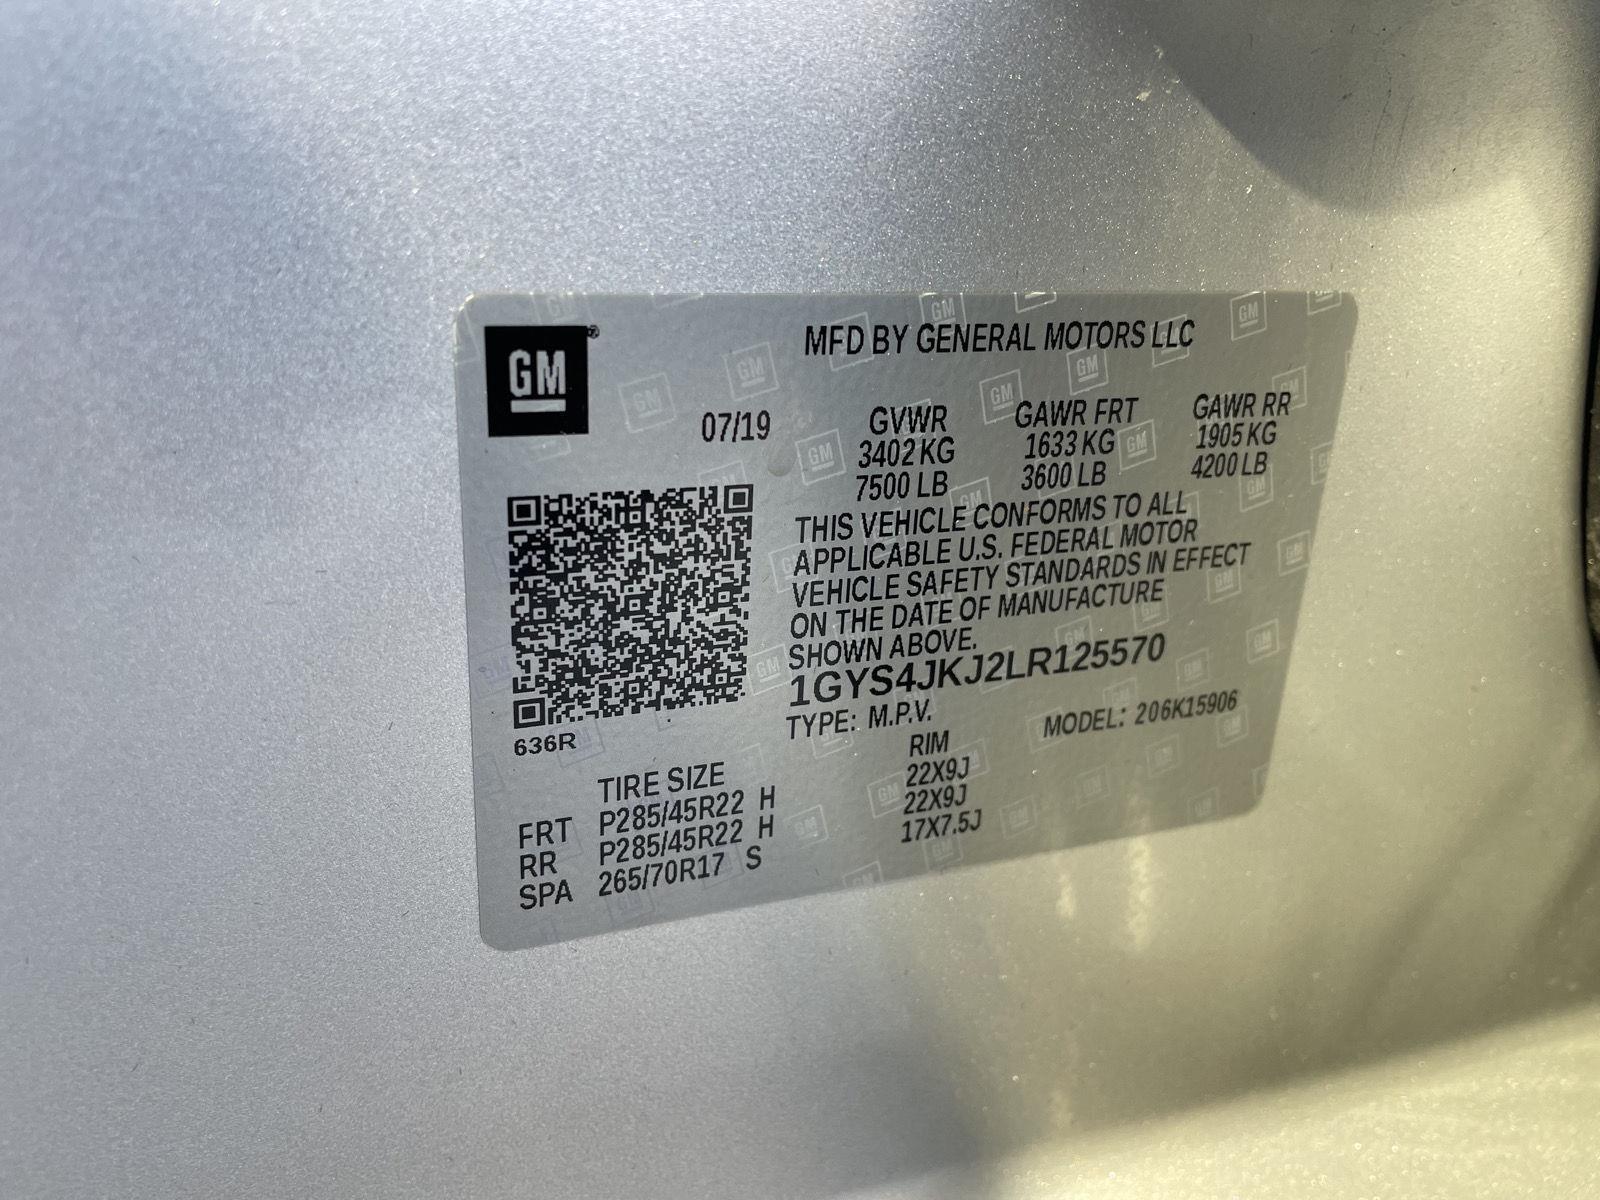 GM
MFD BY GENERAL MOTORS LLC
07/19 GVWR GAWR FRT GAWR RR
3402 KG 1633 KG 1905 KG
7500 LB 3600 LB 4200 LB
THIS VEHICLE CONFORMS TO ALL
APPLICABLE U.S. FEDERAL MOTOR
VEHICLE SAFETY STANDARDS IN EFFECT
ON THE DATE OF MANUFACTURE
SHOWN ABOVE.
1GYS4JKJ2LR125570
TYPE: M.P.V. MODEL: 206K15906
636R
TIRE SIZE RIM
FRT P285/45R22 H 22X9J
RR P285/45R22 H 22X9J
SPA 265/70R17 S 17X7.5J